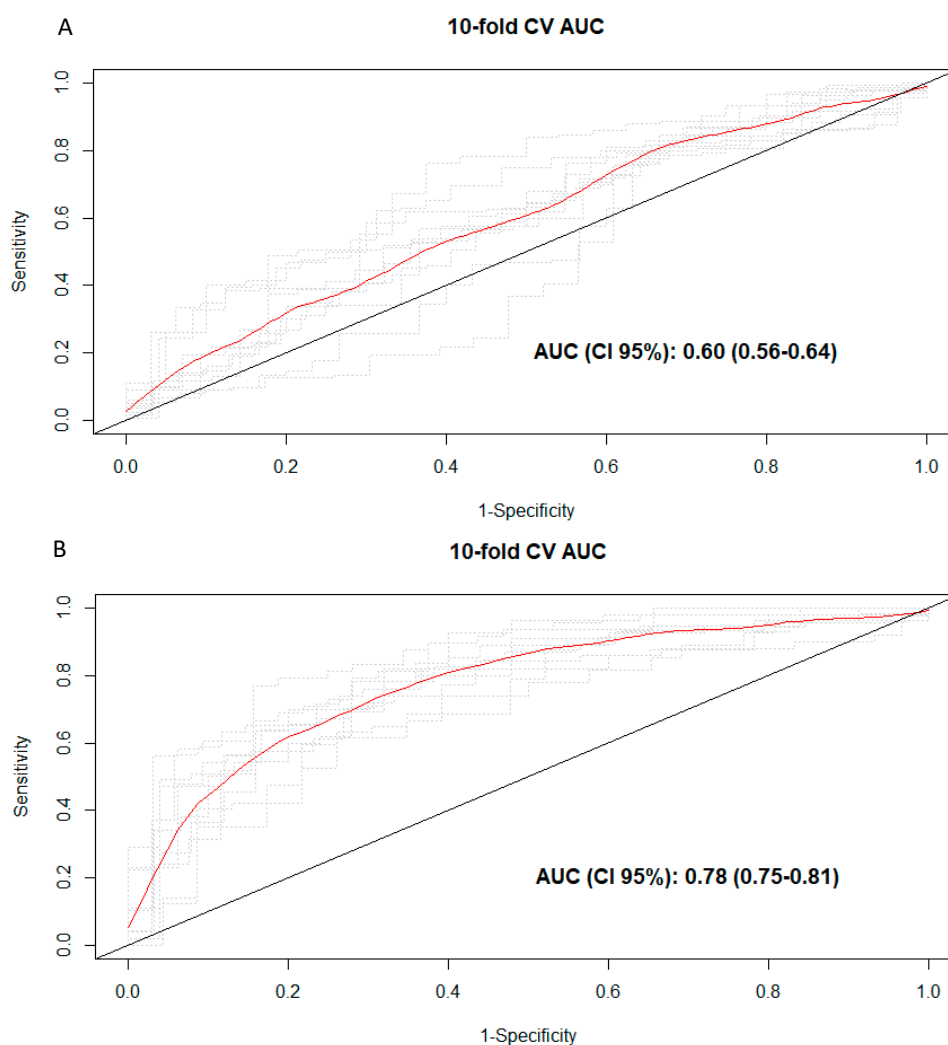 A
10-fold CV AUC
1.0
0.8
0.6
0.4
0.2
0.0
Sensitivity
AUC (CI 95%): 0.60 (0.56-0.64)
0.0 0.2 0.4 0.6 0.8 1.0
1-Specificity
B
10-fold CV AUC
1.0
0.8
0.6
0.4
0.2
0.0
Sensitivity
AUC (CI 95%): 0.78 (0.75-0.81)
0.0 0.2 0.4 0.6 0.8 1.0
1-Specificity